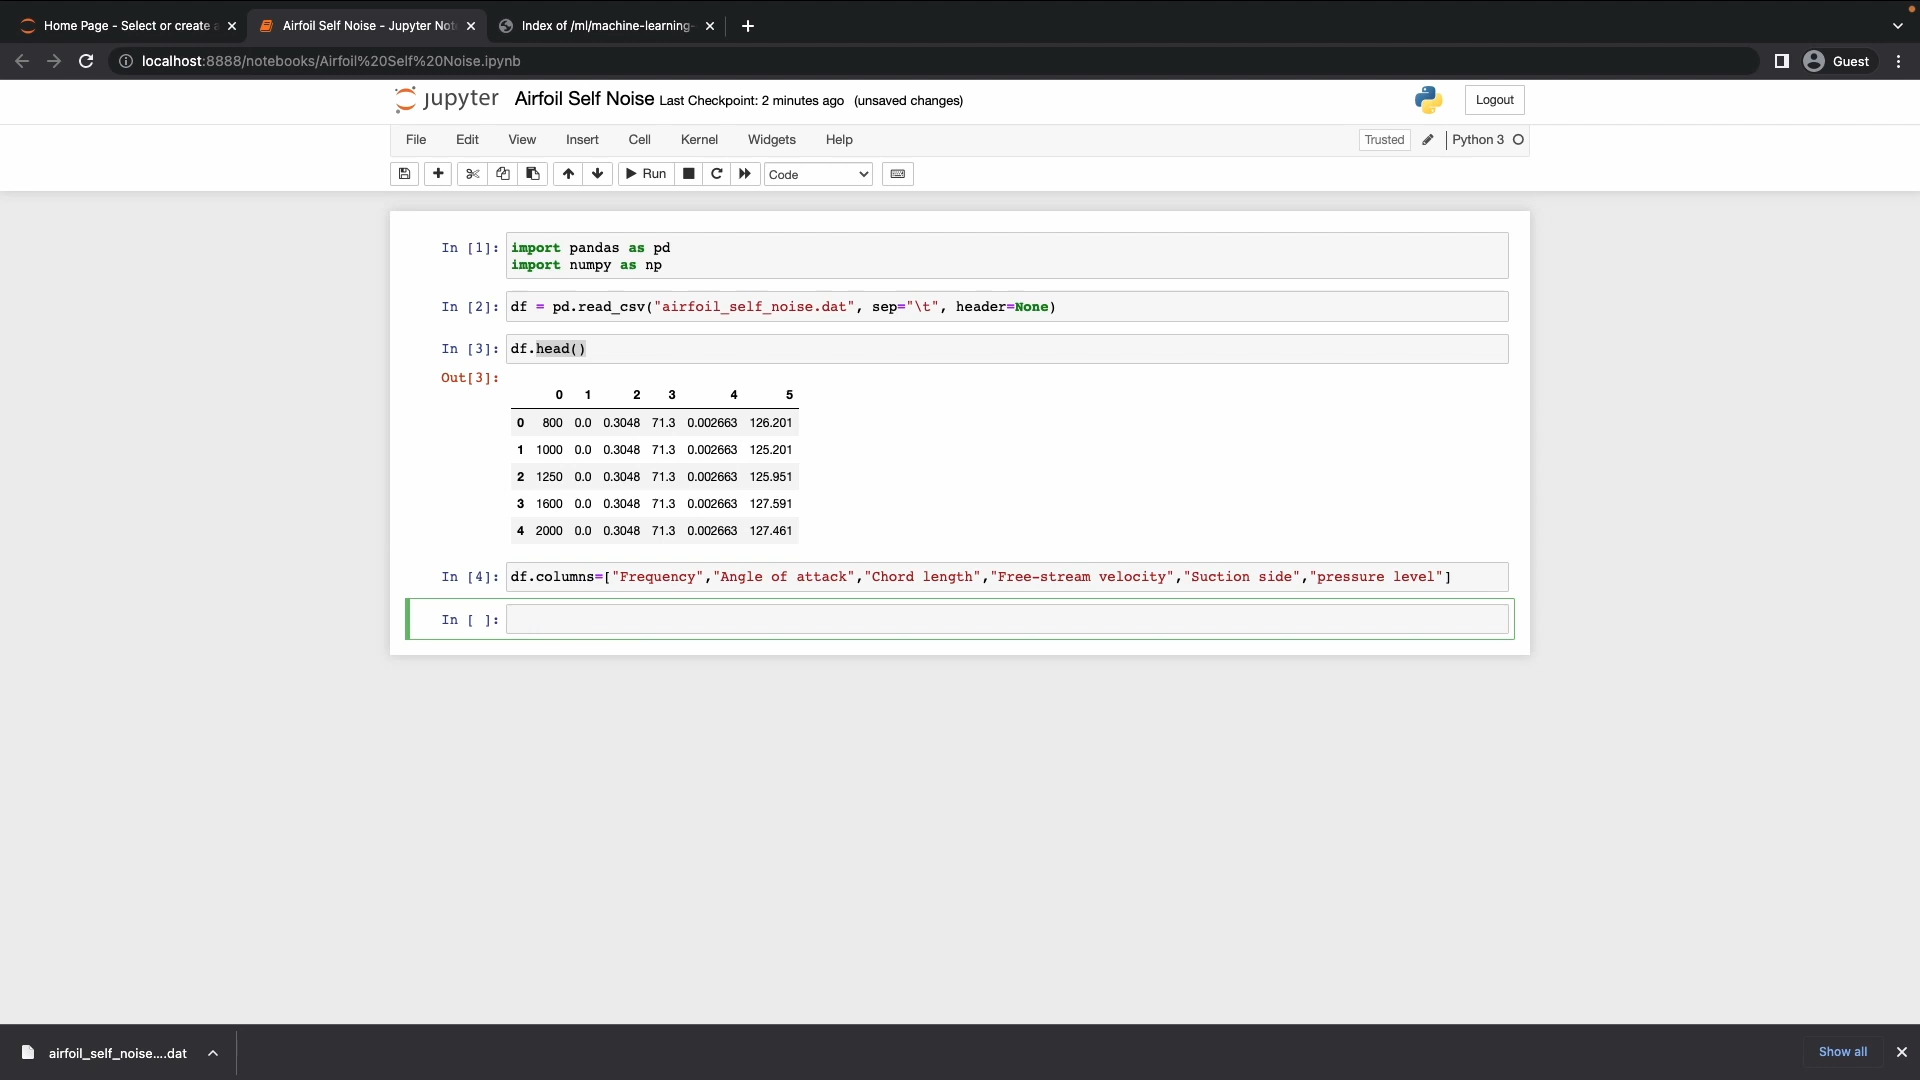 Home Page - Select or create a
Airfoil Self Noise - Jupyter Not
Index of /ml/machine-learning-
localhost:8888/notebooks/Airfoil%20Self%20Noise.ipynb
Guest
jupyter Airfoil Self Noise Last Checkpoint: 2 minutes ago (unsaved changes)
Logout
File Edit View Insert Cell Kernel Widgets Help
Trusted
Python 3
Run
Code
In [1]: import pandas as pd
import numpy as np
In [2]: df = pd.read_csv("airfoil_self_noise.dat", sep="\t", header=None)
In [3]: df.head()
Out[3]:
0 1 2 3 4 5
0 800 0.0 0.3048 71.3 0.002663 126.201
1 1000 0.0 0.3048 71.3 0.002663 125.201
2 1250 0.0 0.3048 71.3 0.002663 125.951
3 1600 0.0 0.3048 71.3 0.002663 127.591
4 2000 0.0 0.3048 71.3 0.002663 127.461
In [4]: df.columns=["Frequency","Angle of attack","Chord length","Free-stream velocity","Suction side","pressure level"]
In [ ]:
airfoil_self_noise....dat
Show all